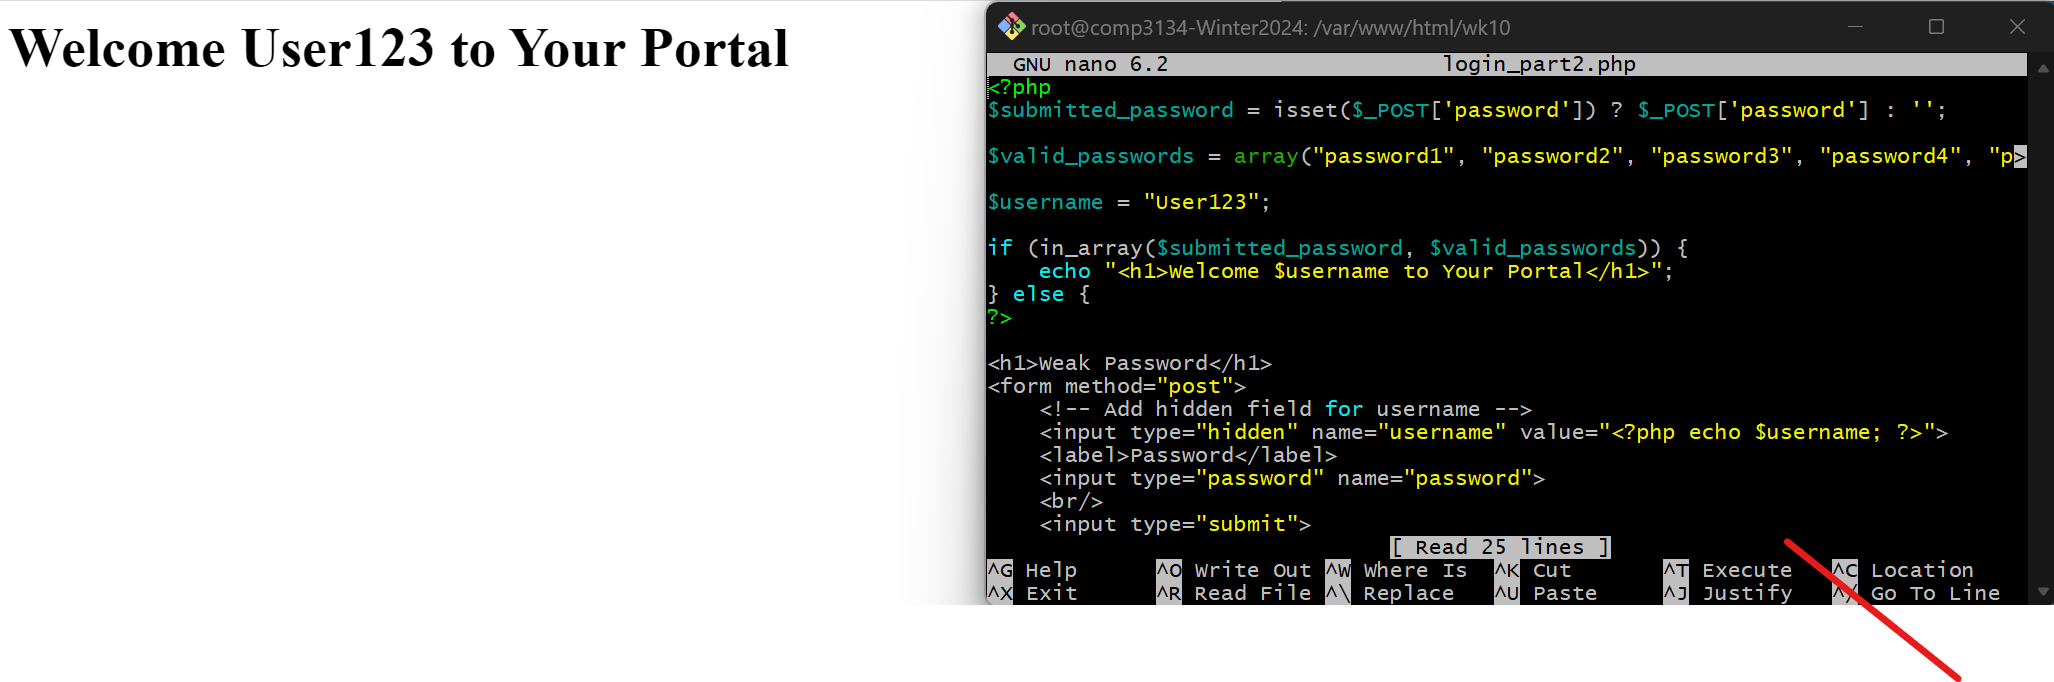 Welcome User123 to Your Portal
root@comp3134-Winter2024: /var/www/html/wk10
GNU nano 6.2 login_part2.php
<?php
$submitted_password = isset($_POST['password']) ? $_POST['password'] : '';
$valid_passwords = array("password1", "password2", "password3", "password4", "p>
$username = "User123";
if (in_array($submitted_password, $valid_passwords)) {
    echo "<h1>Welcome $username to Your Portal</h1>";
} else {
?>
<h1>Weak Password</h1>
<form method="post">
    <!-- Add hidden field for username -->
    <input type="hidden" name="username" value="<?php echo $username; ?>">
    <label>Password</label>
    <input type="password" name="password">
    <br/>
    <input type="submit">
[ Read 25 lines ]
^G Help ^O Write Out ^W Where Is ^K Cut ^T Execute ^C Location
^X Exit ^R Read File ^\ Replace ^U Paste ^J Justify ^/ Go To Line